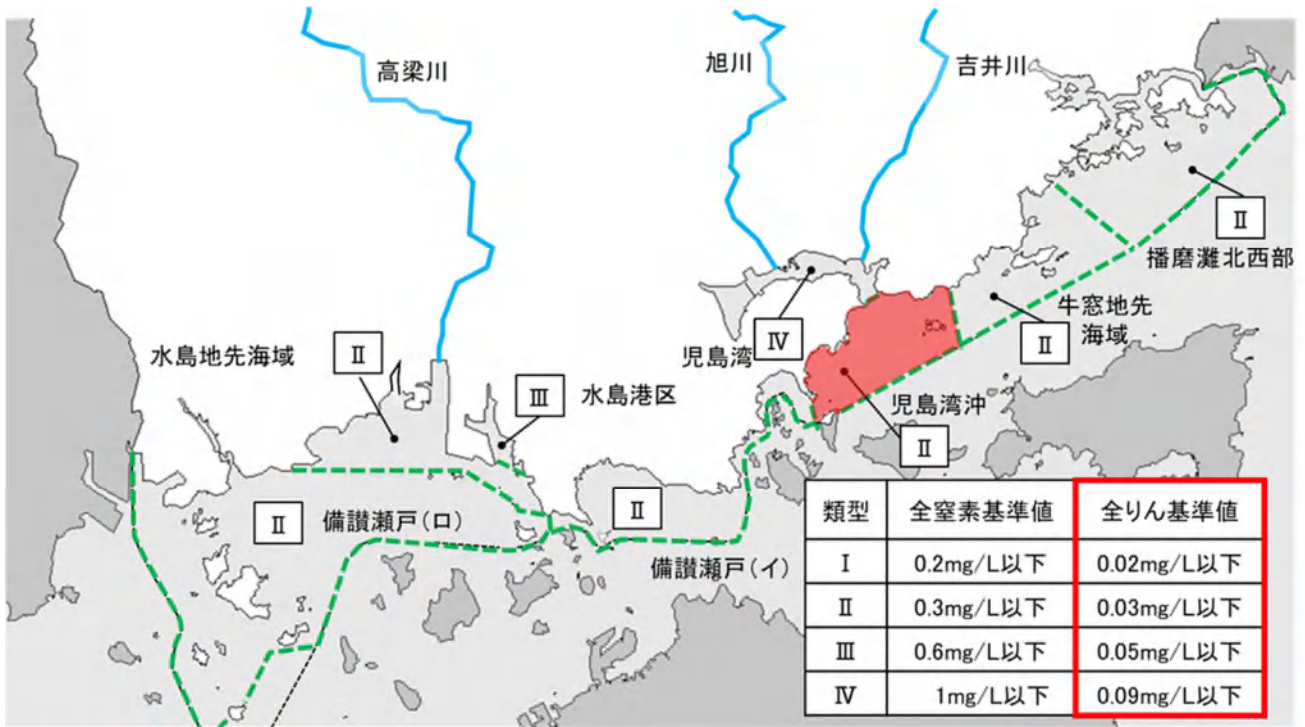 高梁川
旭川
吉井川
Ⅱ
播磨灘北西部
牛窓地先
海域
Ⅱ
Ⅳ
児島湾
児島湾沖
Ⅱ
水島地先海域
Ⅱ
Ⅲ
水島港区
Ⅱ
備讃瀬戸(ロ)
Ⅱ
備讃瀬戸(イ)
類型 全窒素基準値 全りん基準値
Ⅰ 0.2mg/L以下 0.02mg/L以下
Ⅱ 0.3mg/L以下 0.03mg/L以下
Ⅲ 0.6mg/L以下 0.05mg/L以下
Ⅳ 1mg/L以下 0.09mg/L以下